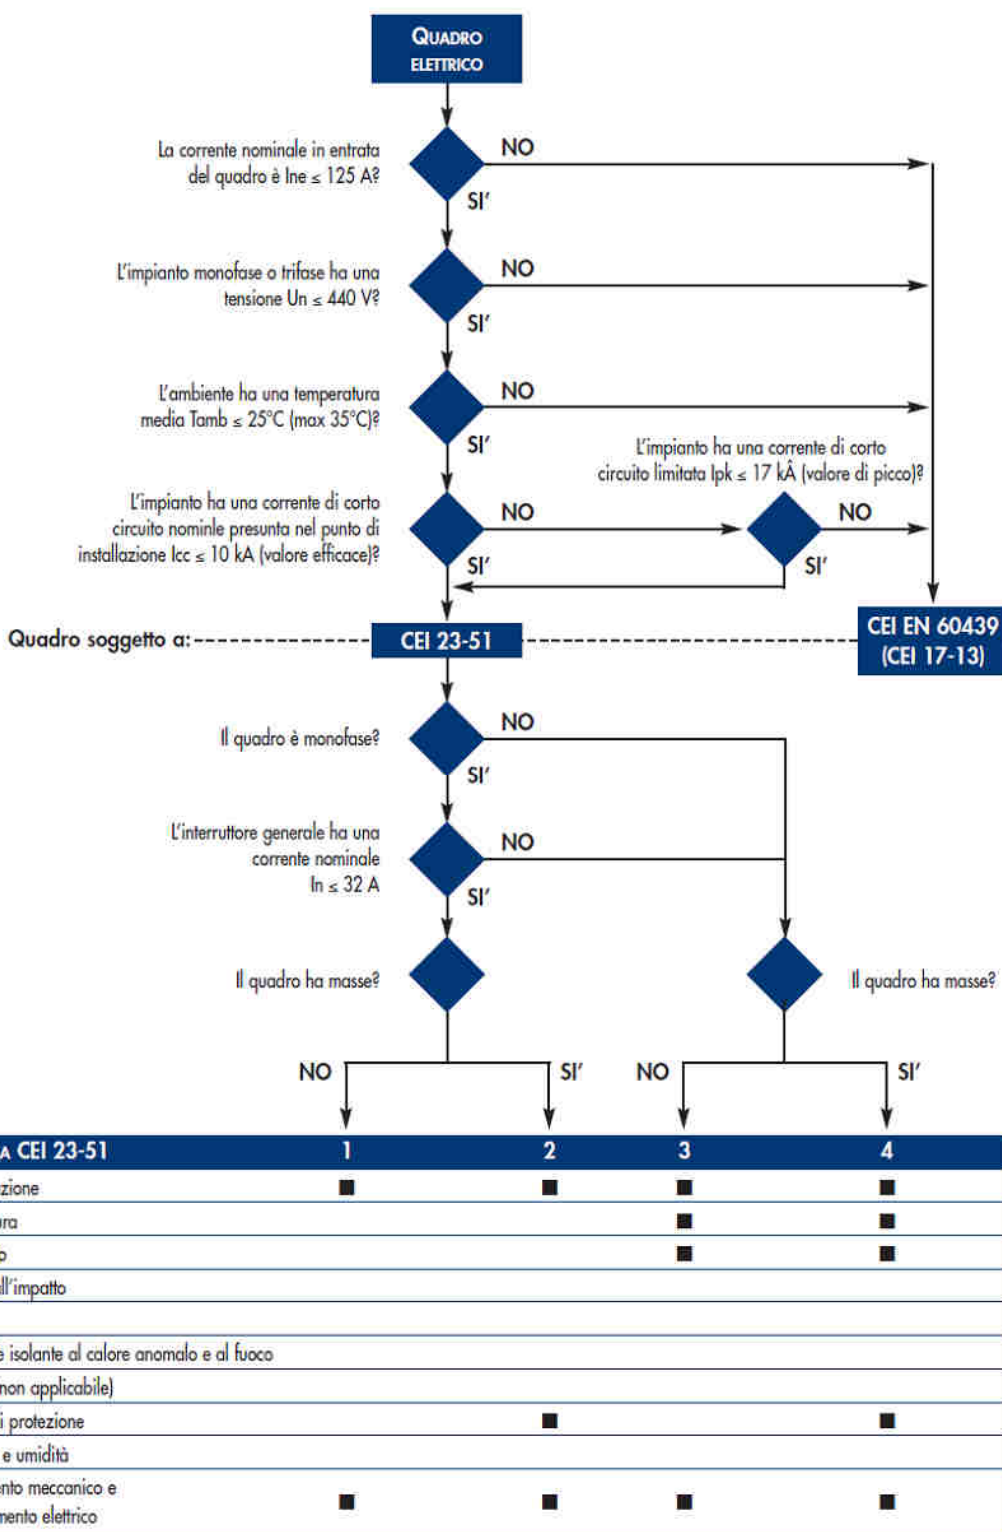 QUADRO
ELETTRICO
La corrente nominale in entrata
del quadro è Ine ≤ 125 A?
NO
SI'
L'impianto monofase o trifase ha una
tensione Un ≤ 440 V?
NO
SI'
L'ambiente ha una temperatura
media Tamb ≤ 25°C (max 35°C)?
NO
SI'
L'impianto ha una corrente di corto
circuito limitata Ipk ≤ 17 kÂ (valore di picco)?
L'impianto ha una corrente di corto
circuito nominle presunta nel punto di
installazione Icc ≤ 10 kA (valore efficace)?
NO
NO
SI'
SI'
Quadro soggetto a:
CEI 23-51
CEI EN 60439
(CEI 17-13)
Il quadro è monofase?
NO
SI'
L'interruttore generale ha una
corrente nominale
In ≤ 32 A
NO
SI'
Il quadro ha masse?
Il quadro ha masse?
NO
SI'
NO
SI'
A CEI 23-51 1 2 3 4
zione
ura
o
ll'impatto
e isolante al calore anomalo e al fuoco
non applicabile)
i protezione
e umidità
nto meccanico e
mento elettrico